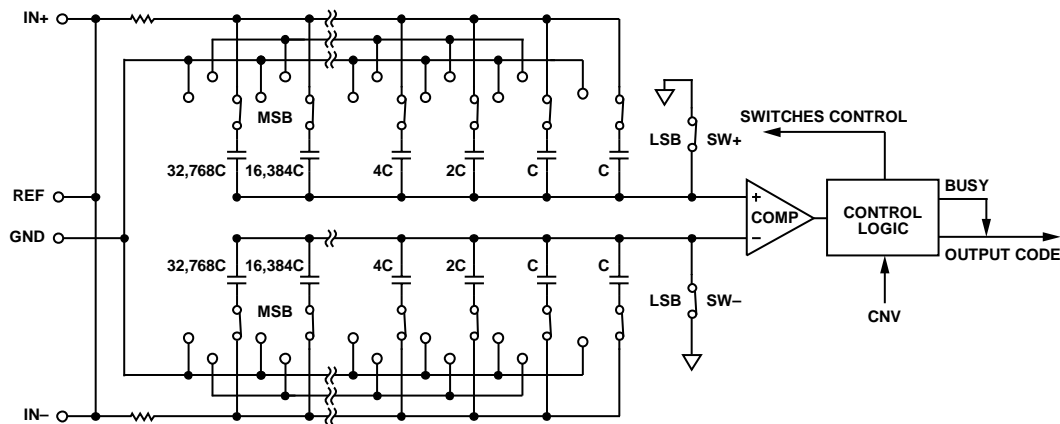 IN+
MSB
SWITCHES CONTROL
LSB SW+
32,768C 16,384C 4C 2C C C
REF
BUSY
+
COMP
CONTROL
LOGIC
GND
−
OUTPUT CODE
32,768C 16,384C 4C 2C C C
MSB
LSB SW−
CNV
IN−